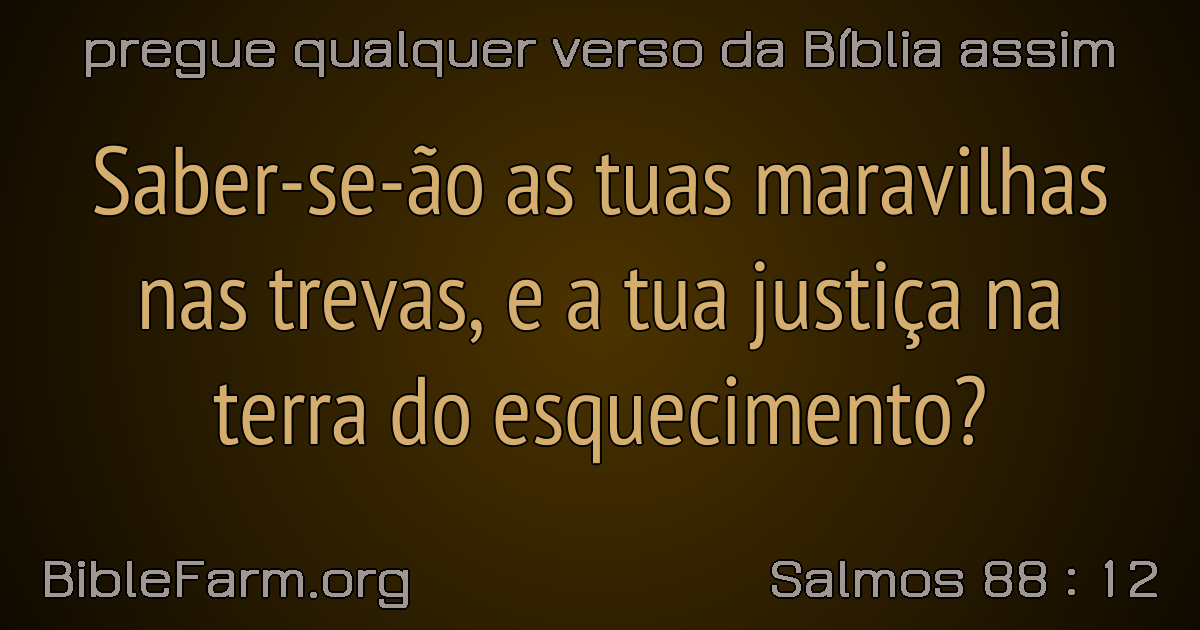 pregue qualquer verso da Bíblia assim
Saber-se-ão as tuas maravilhas
nas trevas, e a tua justiça na
terra do esquecimento?
BibleFarm.org
Salmos 88 : 12